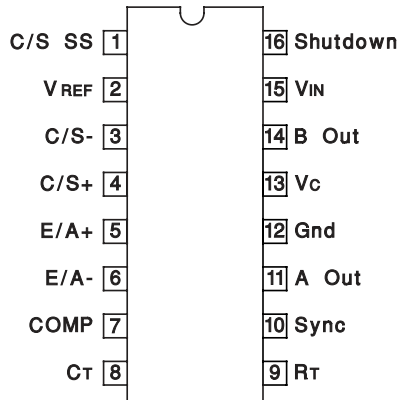 C/S SS 1 16 Shutdown
VREF 2 15 VIN
C/S- 3 14 B Out
C/S+ 4 13 Vc
E/A+ 5 12 Gnd
E/A- 6 11 A Out
COMP 7 10 Sync
CT 8 9 RT